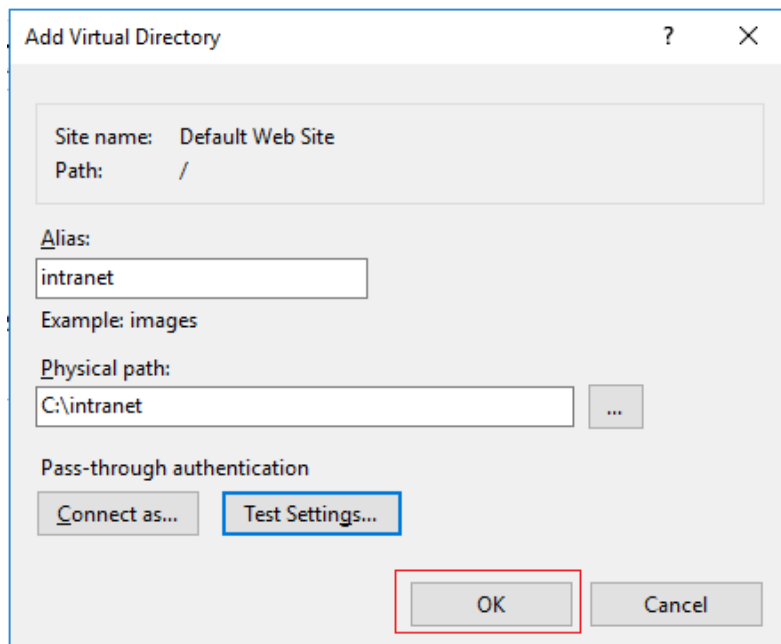 Add Virtual Directory ?
Site name: Default Web Site
Path: /
Alias:
intranet
Example: images
Physical path:
C:\intranet
...
Pass-through authentication
Connect as... Test Settings...
OK Cancel